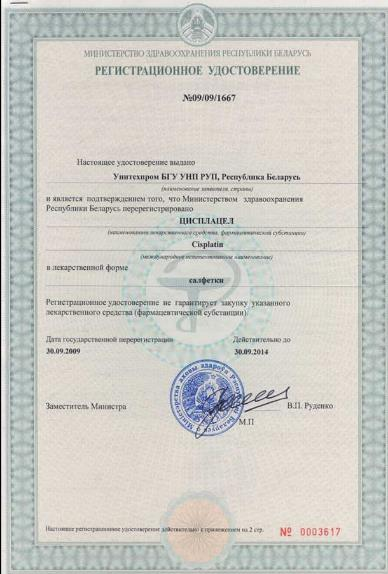 МИНИСТЕРСТВО ЗДРАВООХРАНЕНИЯ РЕСПУБЛИКИ БЕЛАРУСЬ
РЕГИСТРАЦИОННОЕ УДОСТОВЕРЕНИЕ
№09/09/1667
Настоящее удостоверение выдано
Унитехпром БГУ УНП РУП, Республика Беларусь
(наименование заявителя, страны)
и является подтверждением того, что Министерством здравоохранения
Республики Беларусь перерегистрировано
ЦИСПЛАЦЕЛ
(наименование лекарственного средства, фармацевтической субстанции)
Cisplatin
(международное непатентованное наименование)
в лекарственной форме
салфетки
Регистрационное удостоверение не гарантирует закупку указанного
лекарственного средства (фармацевтической субстанции)
Дата государственной перерегистрации Действительно до
30.09.2009 30.09.2014
Заместитель Министра В.П. Руденко
М.П
Настоящее регистрационное удостоверение действительно с приложением на 2 стр. № 0003617